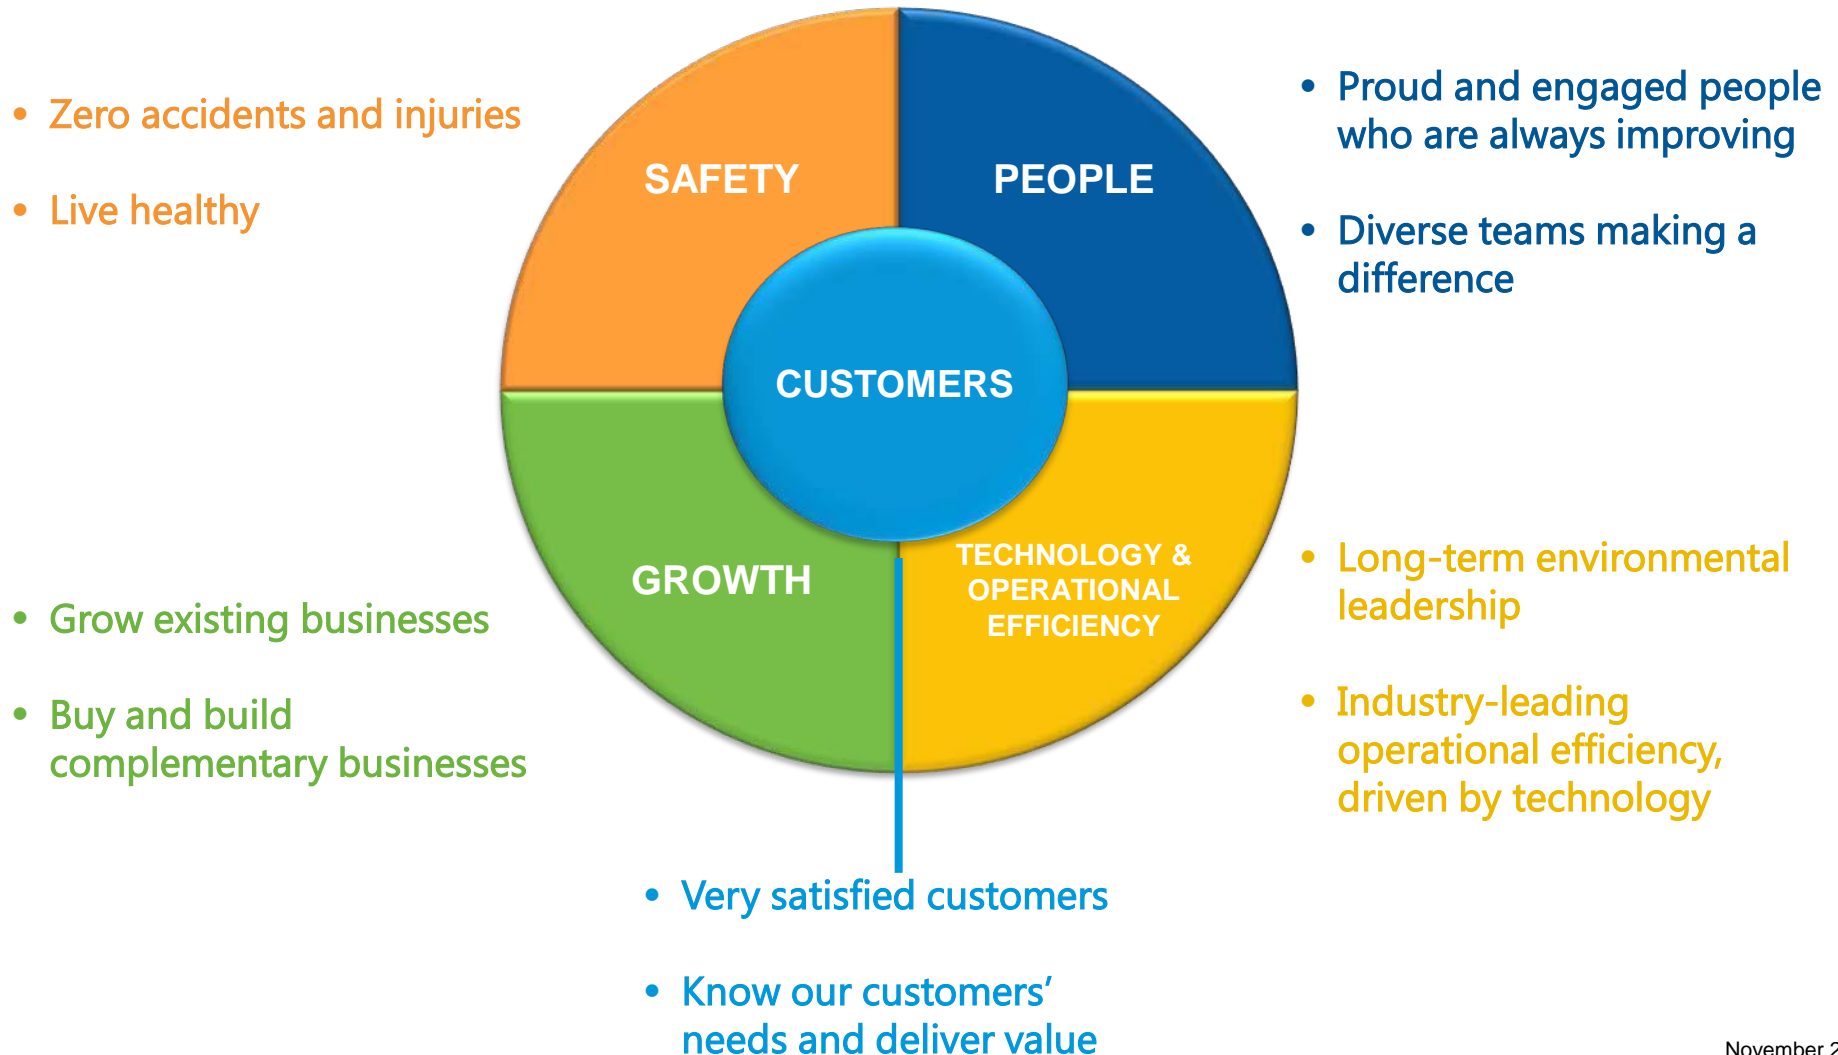 • Zero accidents and injuries
• Live healthy
SAFETY
PEOPLE
• Proud and engaged people
who are always improving
• Diverse teams making a
difference
CUSTOMERS
GROWTH
TECHNOLOGY &
OPERATIONAL
EFFICIENCY
• Grow existing businesses
• Buy and build
complementary businesses
• Long-term environmental
leadership
• Industry-leading
operational efficiency,
driven by technology
• Very satisfied customers
• Know our customers’
needs and deliver value
November 2